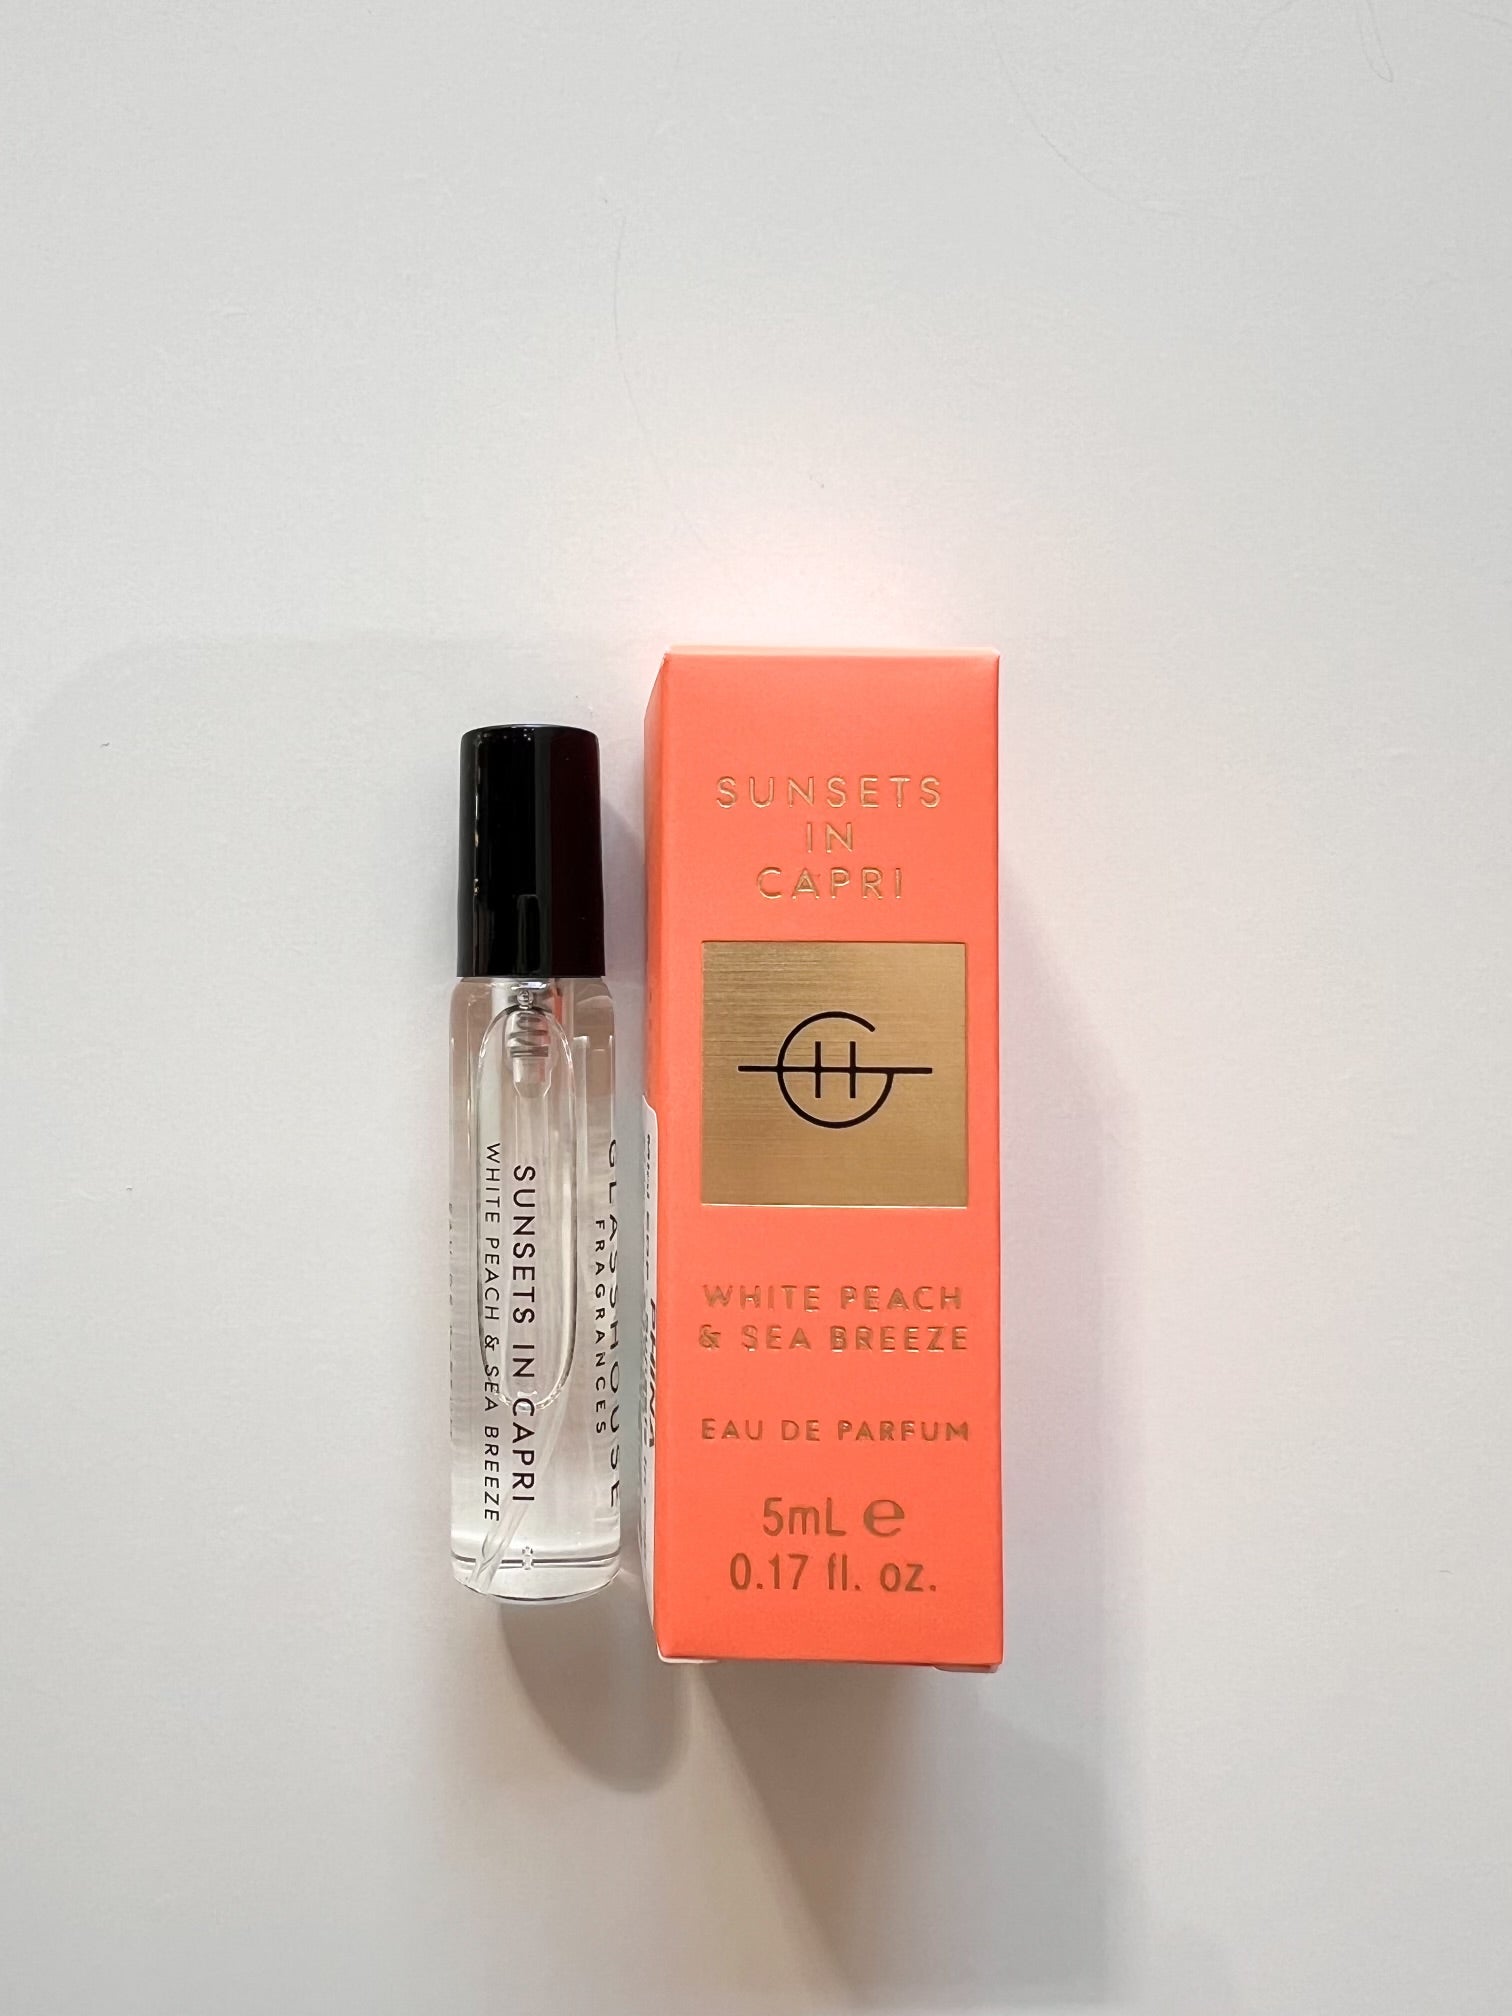 SUNSETS
IN
CAPRI
GH
WHITE PEACH
& SEA BREEZE
EAU DE PARFUM
5mL e
0.17 fl. oz.
GLASSHOUSE
FRAGRANCES
SUNSETS IN CAPRI
WHITE PEACH & SEA BREEZE